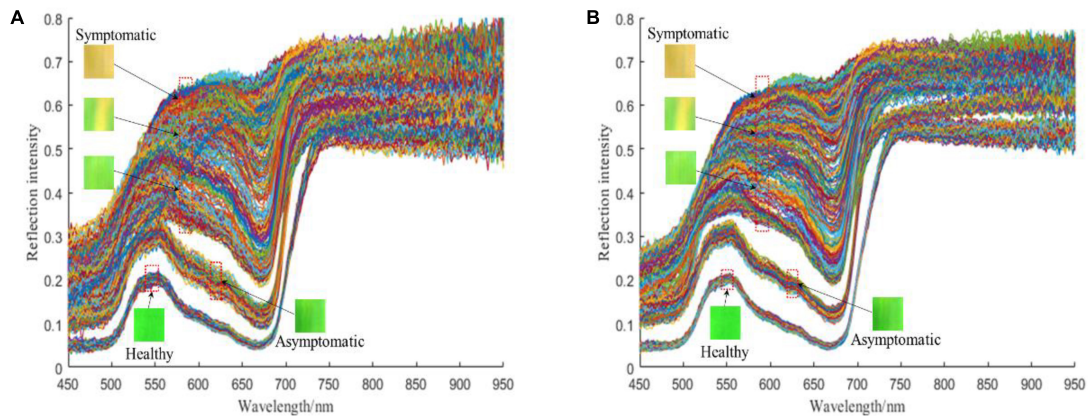 A
0.8
0.7
0.6
0.5
0.4
0.3
0.2
0.1
0
Reflection intensity
Symptomatic
Healthy
Asymptomatic
450 500 550 600 650 700 750 800 850 900 950
Wavelength/nm
B
0.8
0.7
0.6
0.5
0.4
0.3
0.2
0.1
0
Reflection intensity
Symptomatic
Healthy
Asymptomatic
450 500 550 600 650 700 750 800 850 900 950
Wavelength/nm